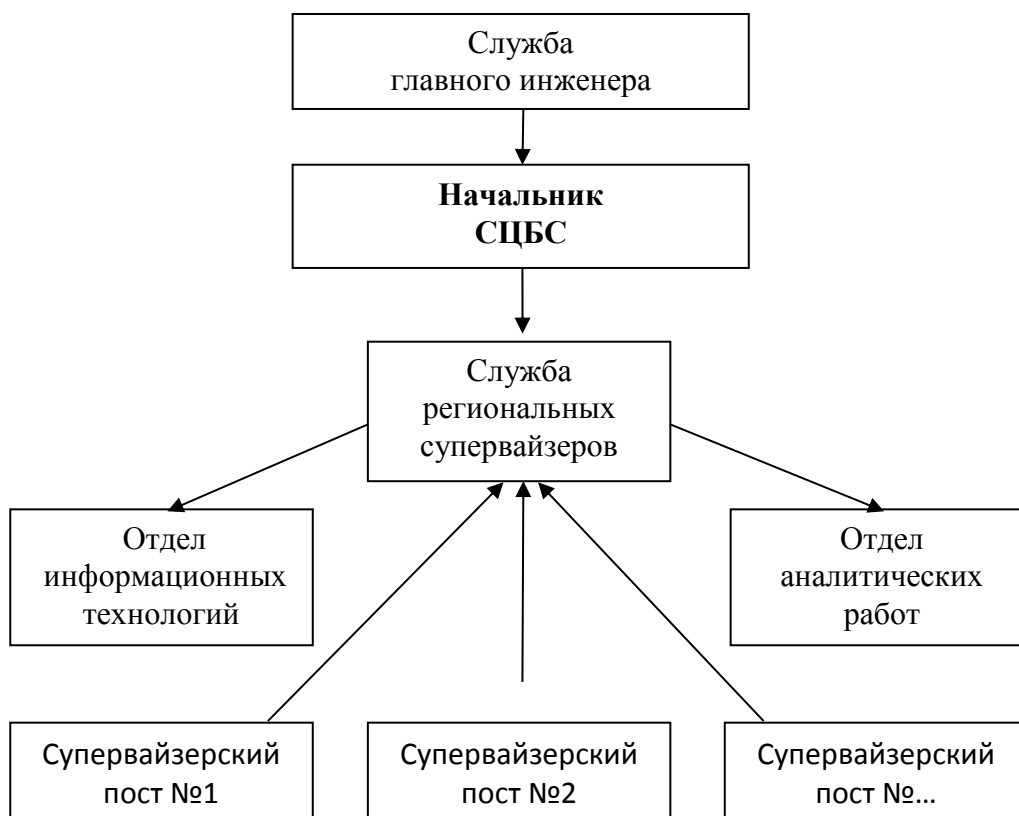 Служба
главного инженера
Начальник
СЦБС
Служба
региональных
супервайзеров
Отдел
информационных
технологий
Отдел
аналитических
работ
Супервайзерский
пост №1
Супервайзерский
пост №2
Супервайзерский
пост №...